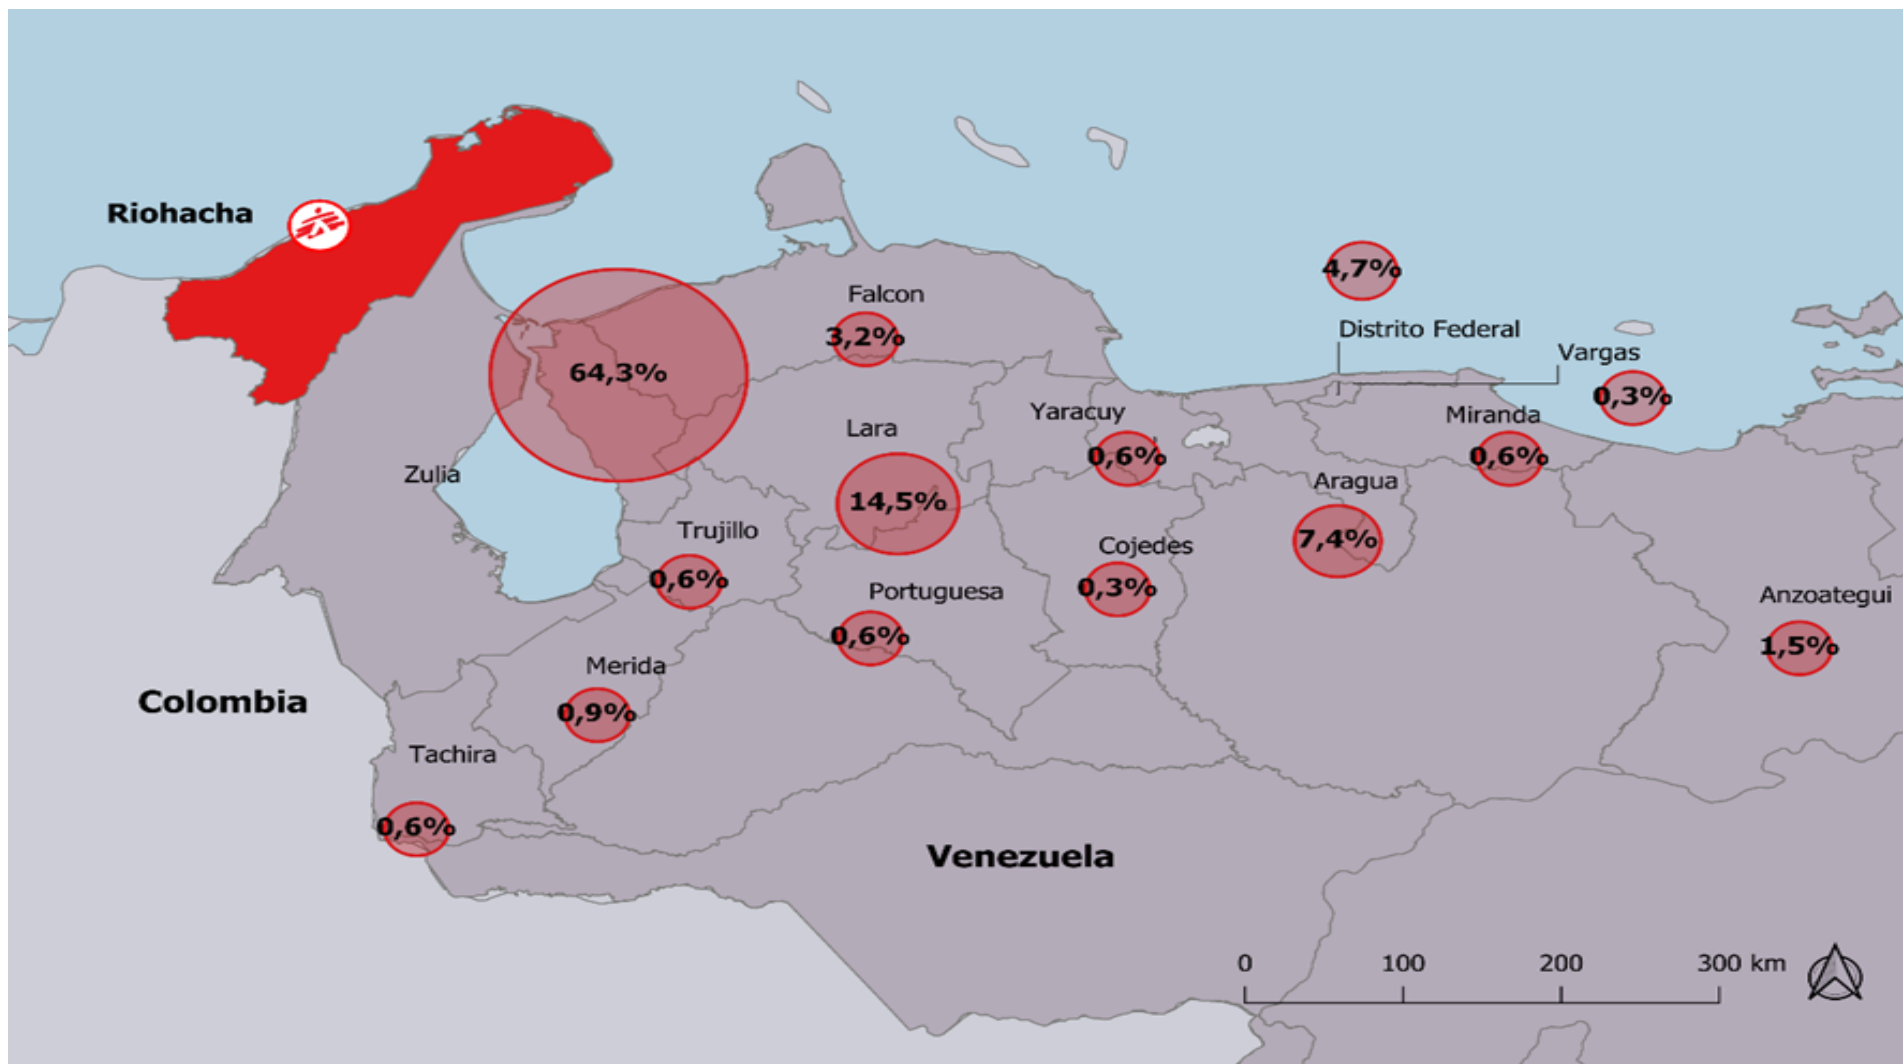 Riohacha
4,7%
Falcon
3,2%
Distrito Federal
Vargas
0,3%
64,3%
Yaracuy
0,6%
Miranda
0,6%
Lara
14,5%
Zulia
Aragua
7,4%
Trujillo
0,6%
Cojedes
0,3%
Portuguesa
0,6%
Anzoategui
1,5%
Merida
0,9%
Colombia
Tachira
0,6%
Venezuela
0 100 200 300 km